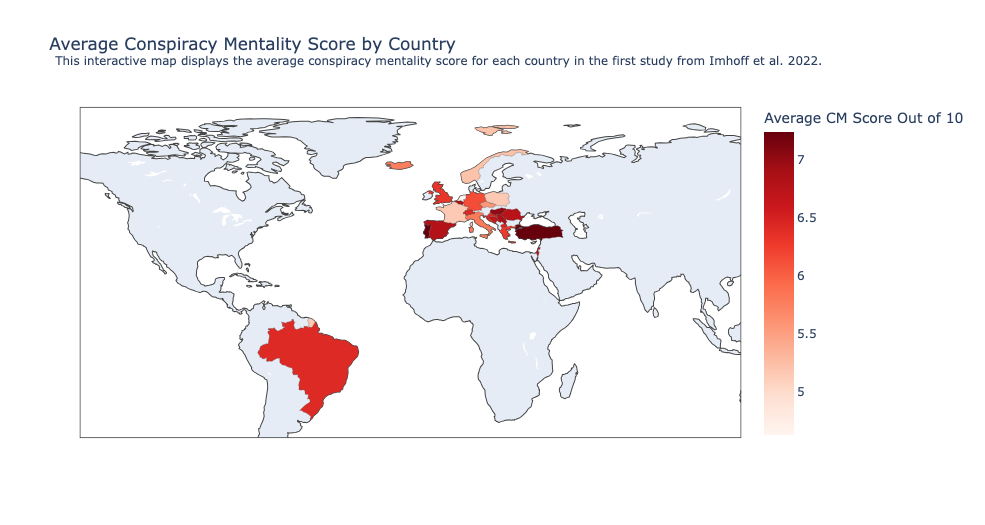 Average Conspiracy Mentality Score by Country
This interactive map displays the average conspiracy mentality score for each country in the first study from Imhoff et al. 2022.
Average CM Score Out of 10
7
6.5
6
5.5
5